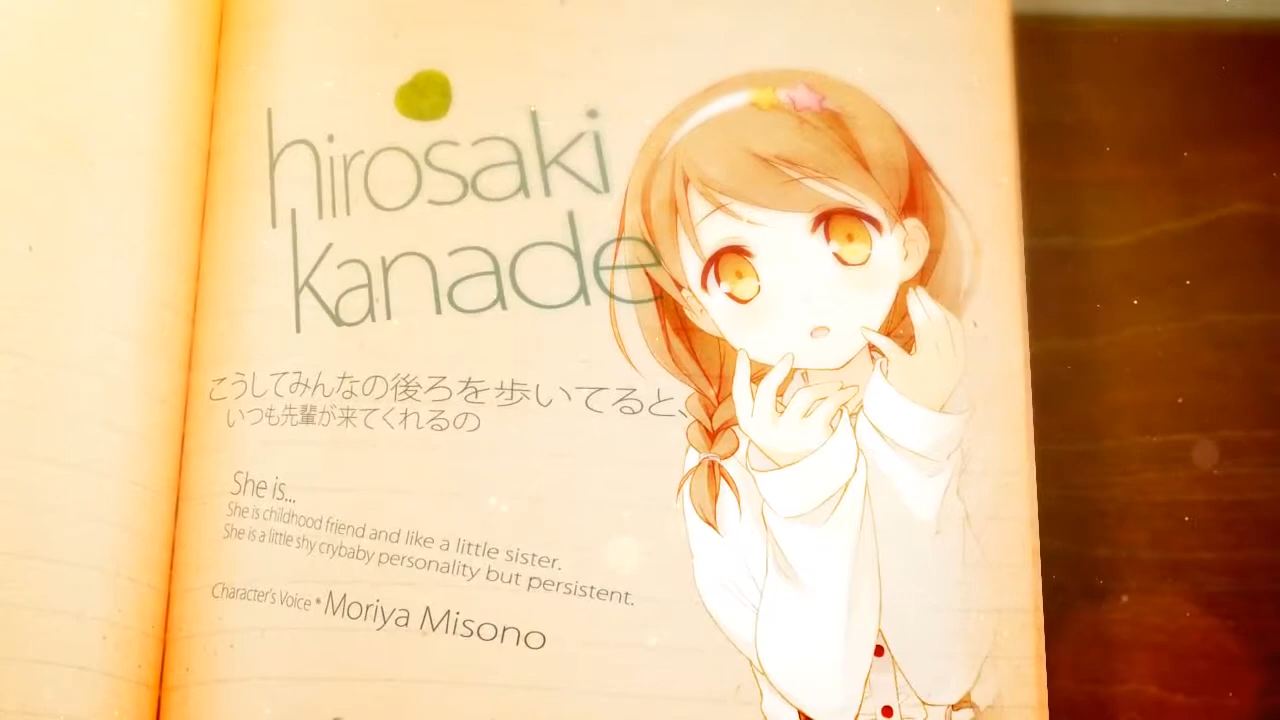 hirosaki
kanade
こうしてみんなの後ろを歩いてると、
いつも先輩が来てくれるの
She is...
She is childhood friend and like a little sister.
She is a little shy crybaby personality but persistent.
Character's Voice * Moriya Misono